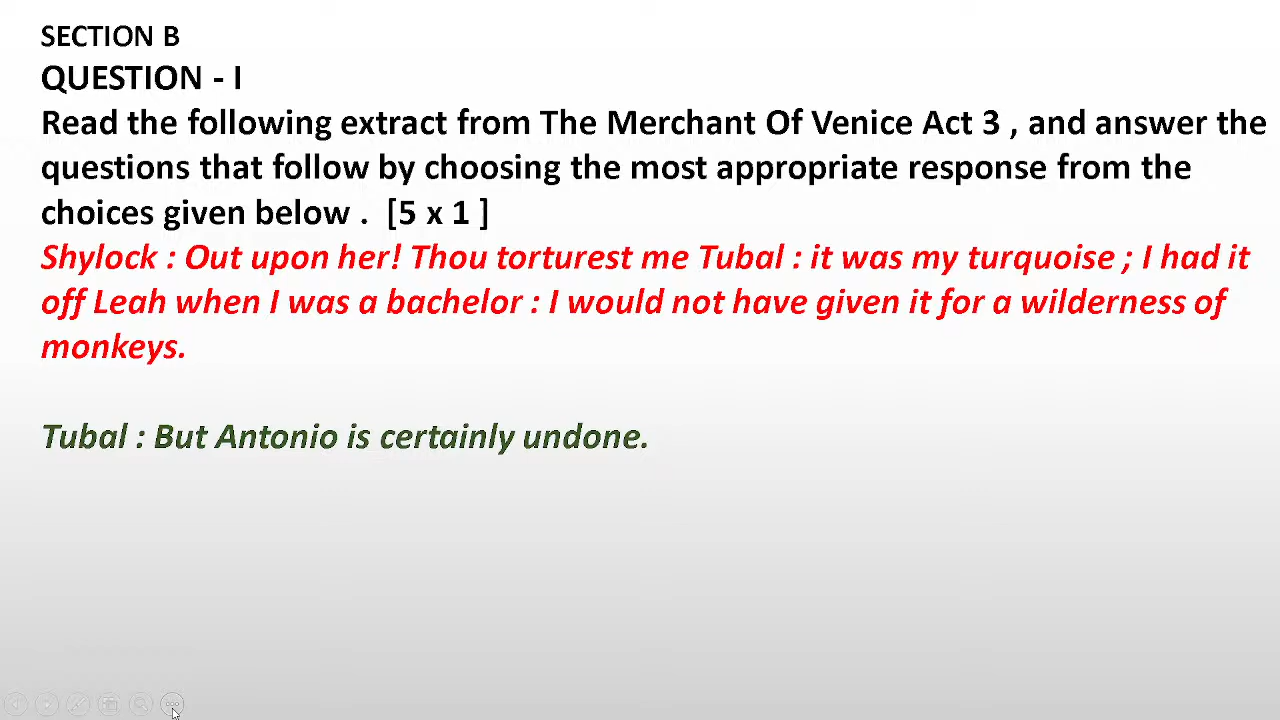 SECTION B
QUESTION - I
Read the following extract from The Merchant Of Venice Act 3 , and answer the
questions that follow by choosing the most appropriate response from the
choices given below .  [5 x 1 ]
Shylock : Out upon her! Thou torturest me Tubal : it was my turquoise ; I had it
off Leah when I was a bachelor : I would not have given it for a wilderness of
monkeys.
Tubal : But Antonio is certainly undone.